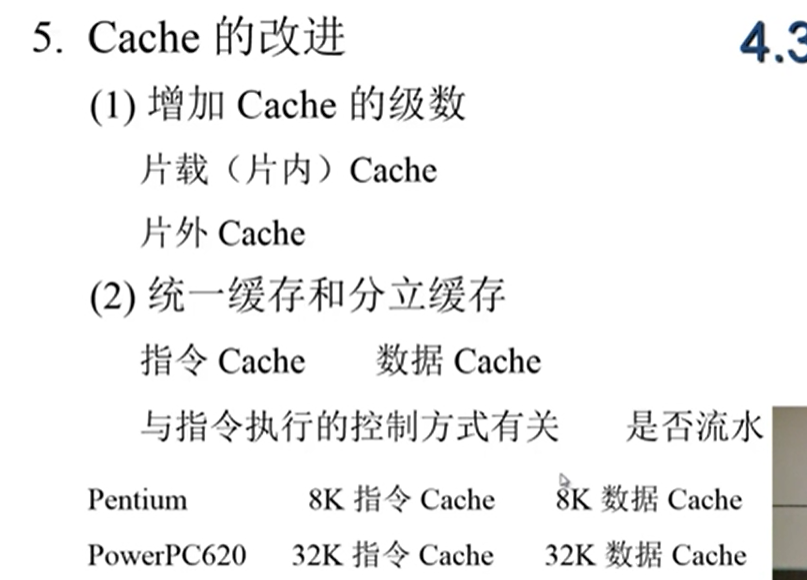 5. Cache 的改进
4.3
(1) 增加 Cache 的级数
片载（片内）Cache
片外 Cache
(2) 统一缓存和分立缓存
指令 Cache 数据 Cache
与指令执行的控制方式有关 是否流水
Pentium 8K 指令 Cache 8K 数据 Cache
PowerPC620 32K 指令 Cache 32K 数据 Cache